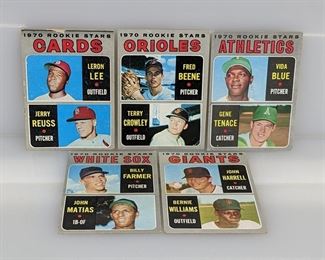 1970 ROOKIE STARS
CARDS
LERON
LEE
OUTFIELD
JERRY
REUSS
PITCHER
1970 ROOKIE STARS
ORIOLES
FRED
BEENE
PITCHER
TERRY
CROWLEY
OUTFIELD
1970 ROOKIE STARS
ATHLETICS
VIDA
BLUE
PITCHER
GENE
TENACE
CATCHER
1970 ROOKIE STARS
WHITE SOX
BILLY
FARMER
PITCHER
JOHN
MATIAS
1B-OF
1970 ROOKIE STARS
GIANTS
JOHN
HARRELL
CATCHER
BERNIE
WILLIAMS
OUTFIELD